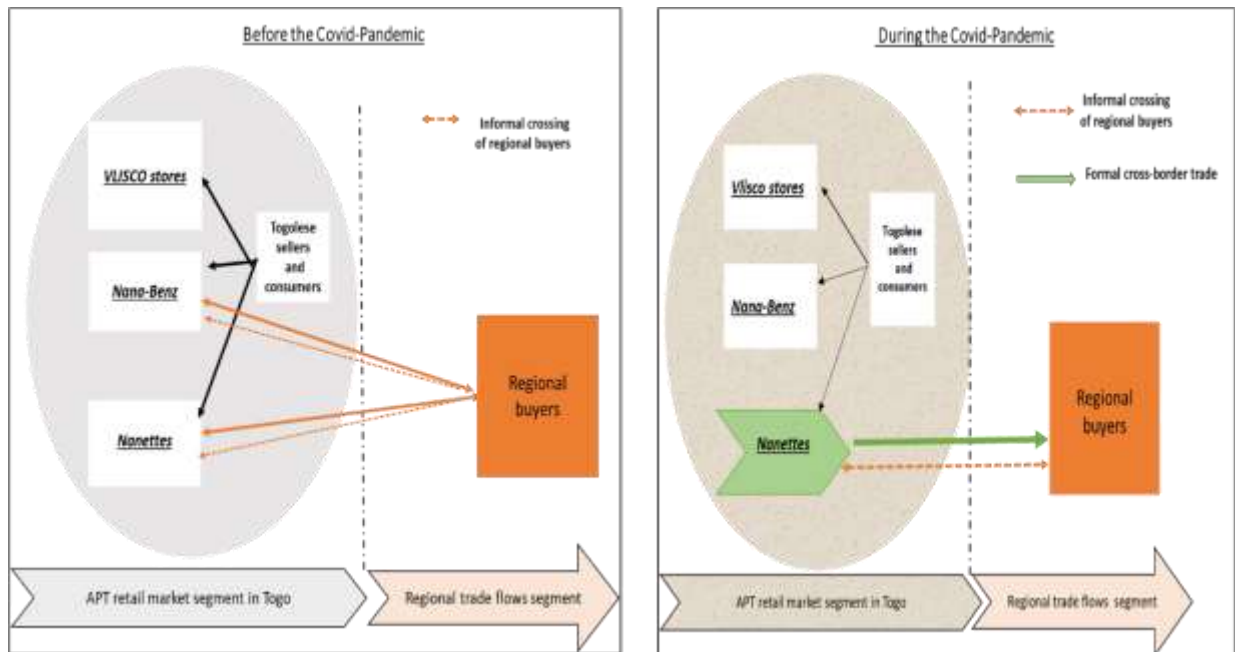 Before the Covid-Pandemic
Informal crossing
of regional buyers
VLISCO stores
Togolese
sellers
and
consumers
Nana-Benz
Nanettes
Regional
buyers
APT retail market segment in Togo
Regional trade flows segment
During the Covid-Pandemic
Informal crossing
of regional buyers
Formal cross-border trade
Vlisco stores
Togolese
sellers
and
consumers
Nana-Benz
Nanettes
Regional
buyers
APT retail market segment in Togo
Regional trade flows segment